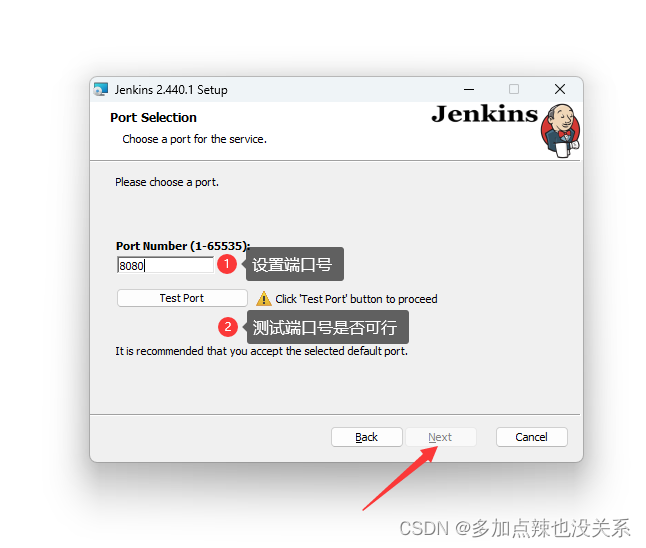 Jenkins 2.440.1 Setup
Port Selection
Jenkins
Choose a port for the service.
Please choose a port.
Port Number (1-65535):
8080
1 设置端口号
Test Port
Click 'Test Port' button to proceed
2 测试端口号是否可行
It is recommended that you accept the selected default port.
Back
Next
Cancel
CSDN @多加点辣也没关系